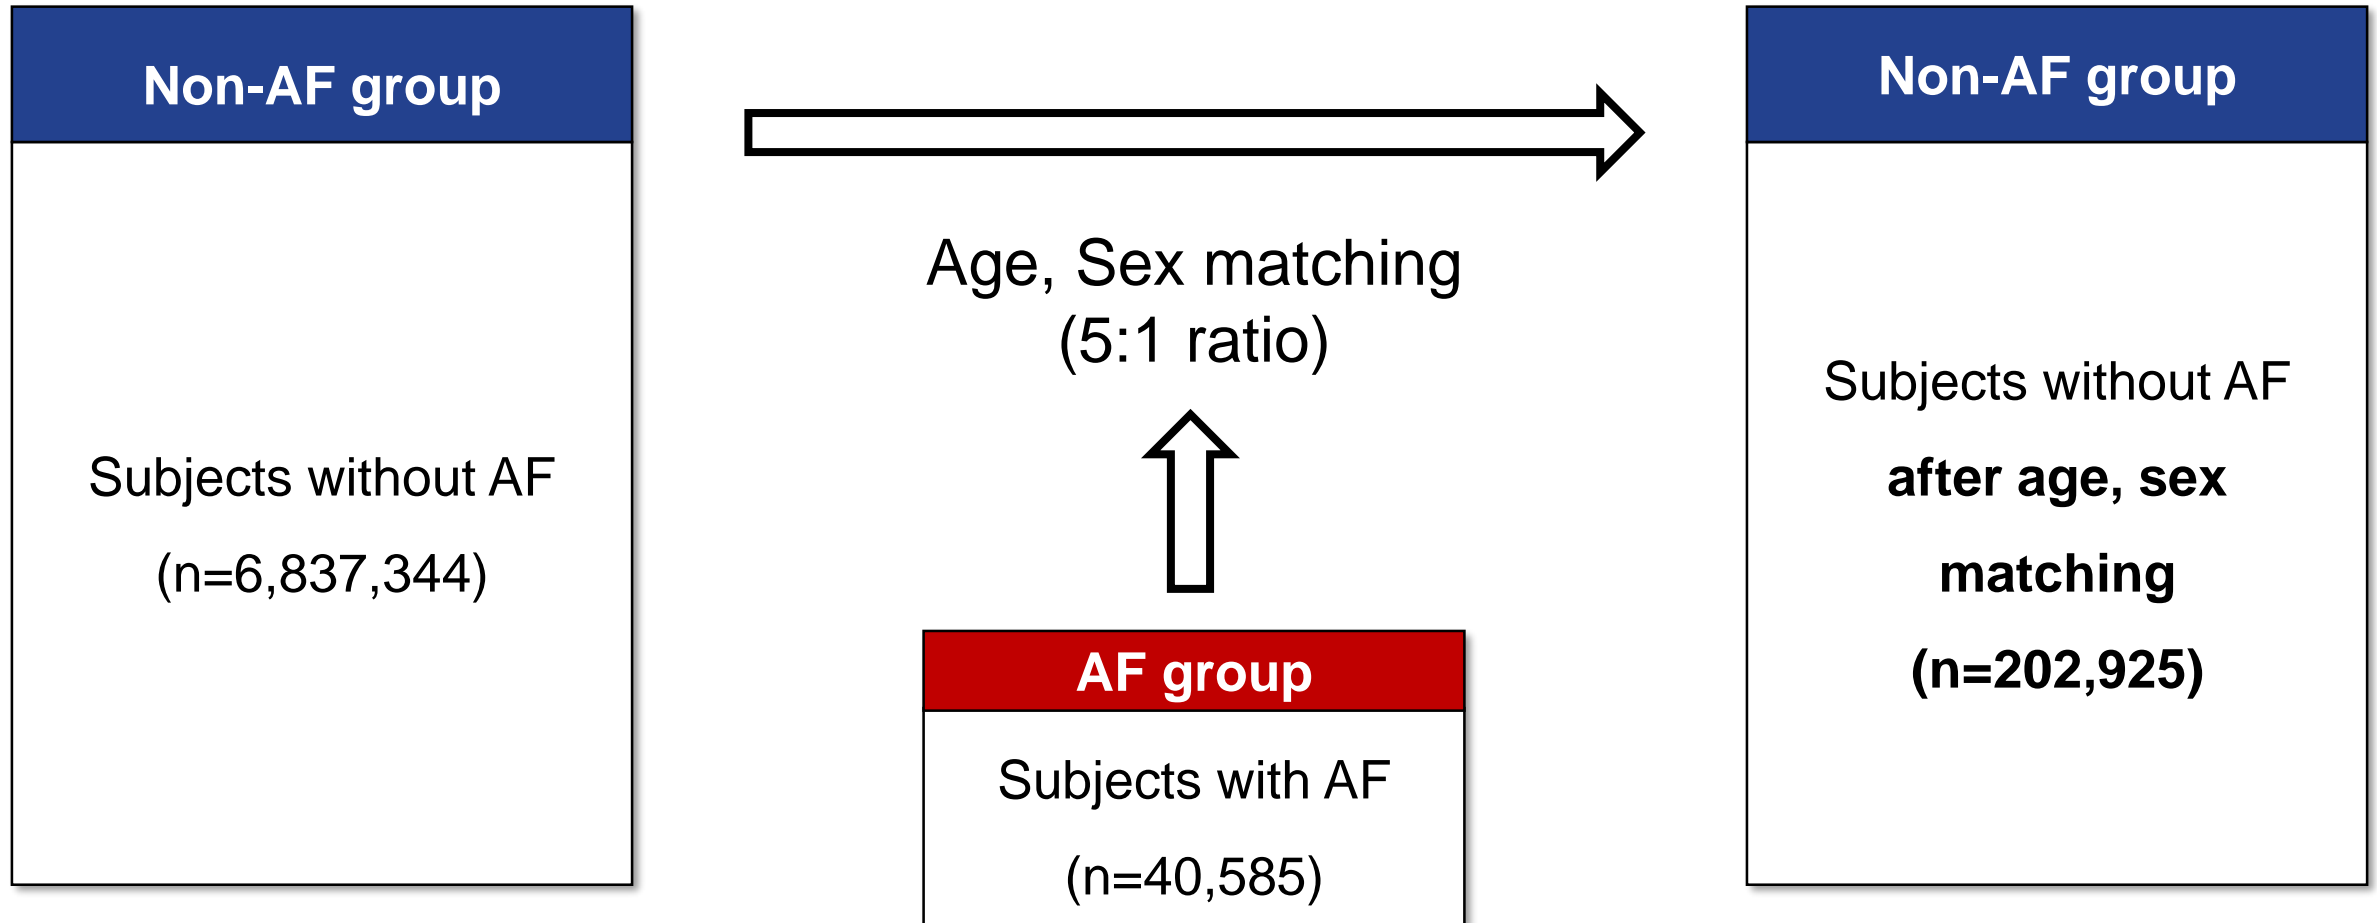 Non-AF group
Subjects without AF
(n=6,837,344)
Age, Sex matching
(5:1 ratio)
AF group
Subjects with AF
(n=40,585)
Non-AF group
Subjects without AF
after age, sex
matching
(n=202,925)